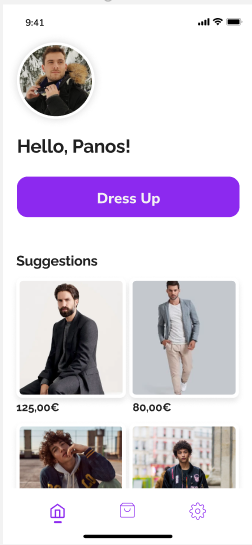 9:41
Hello, Panos!
Dress Up
Suggestions
125,00€ 80,00€